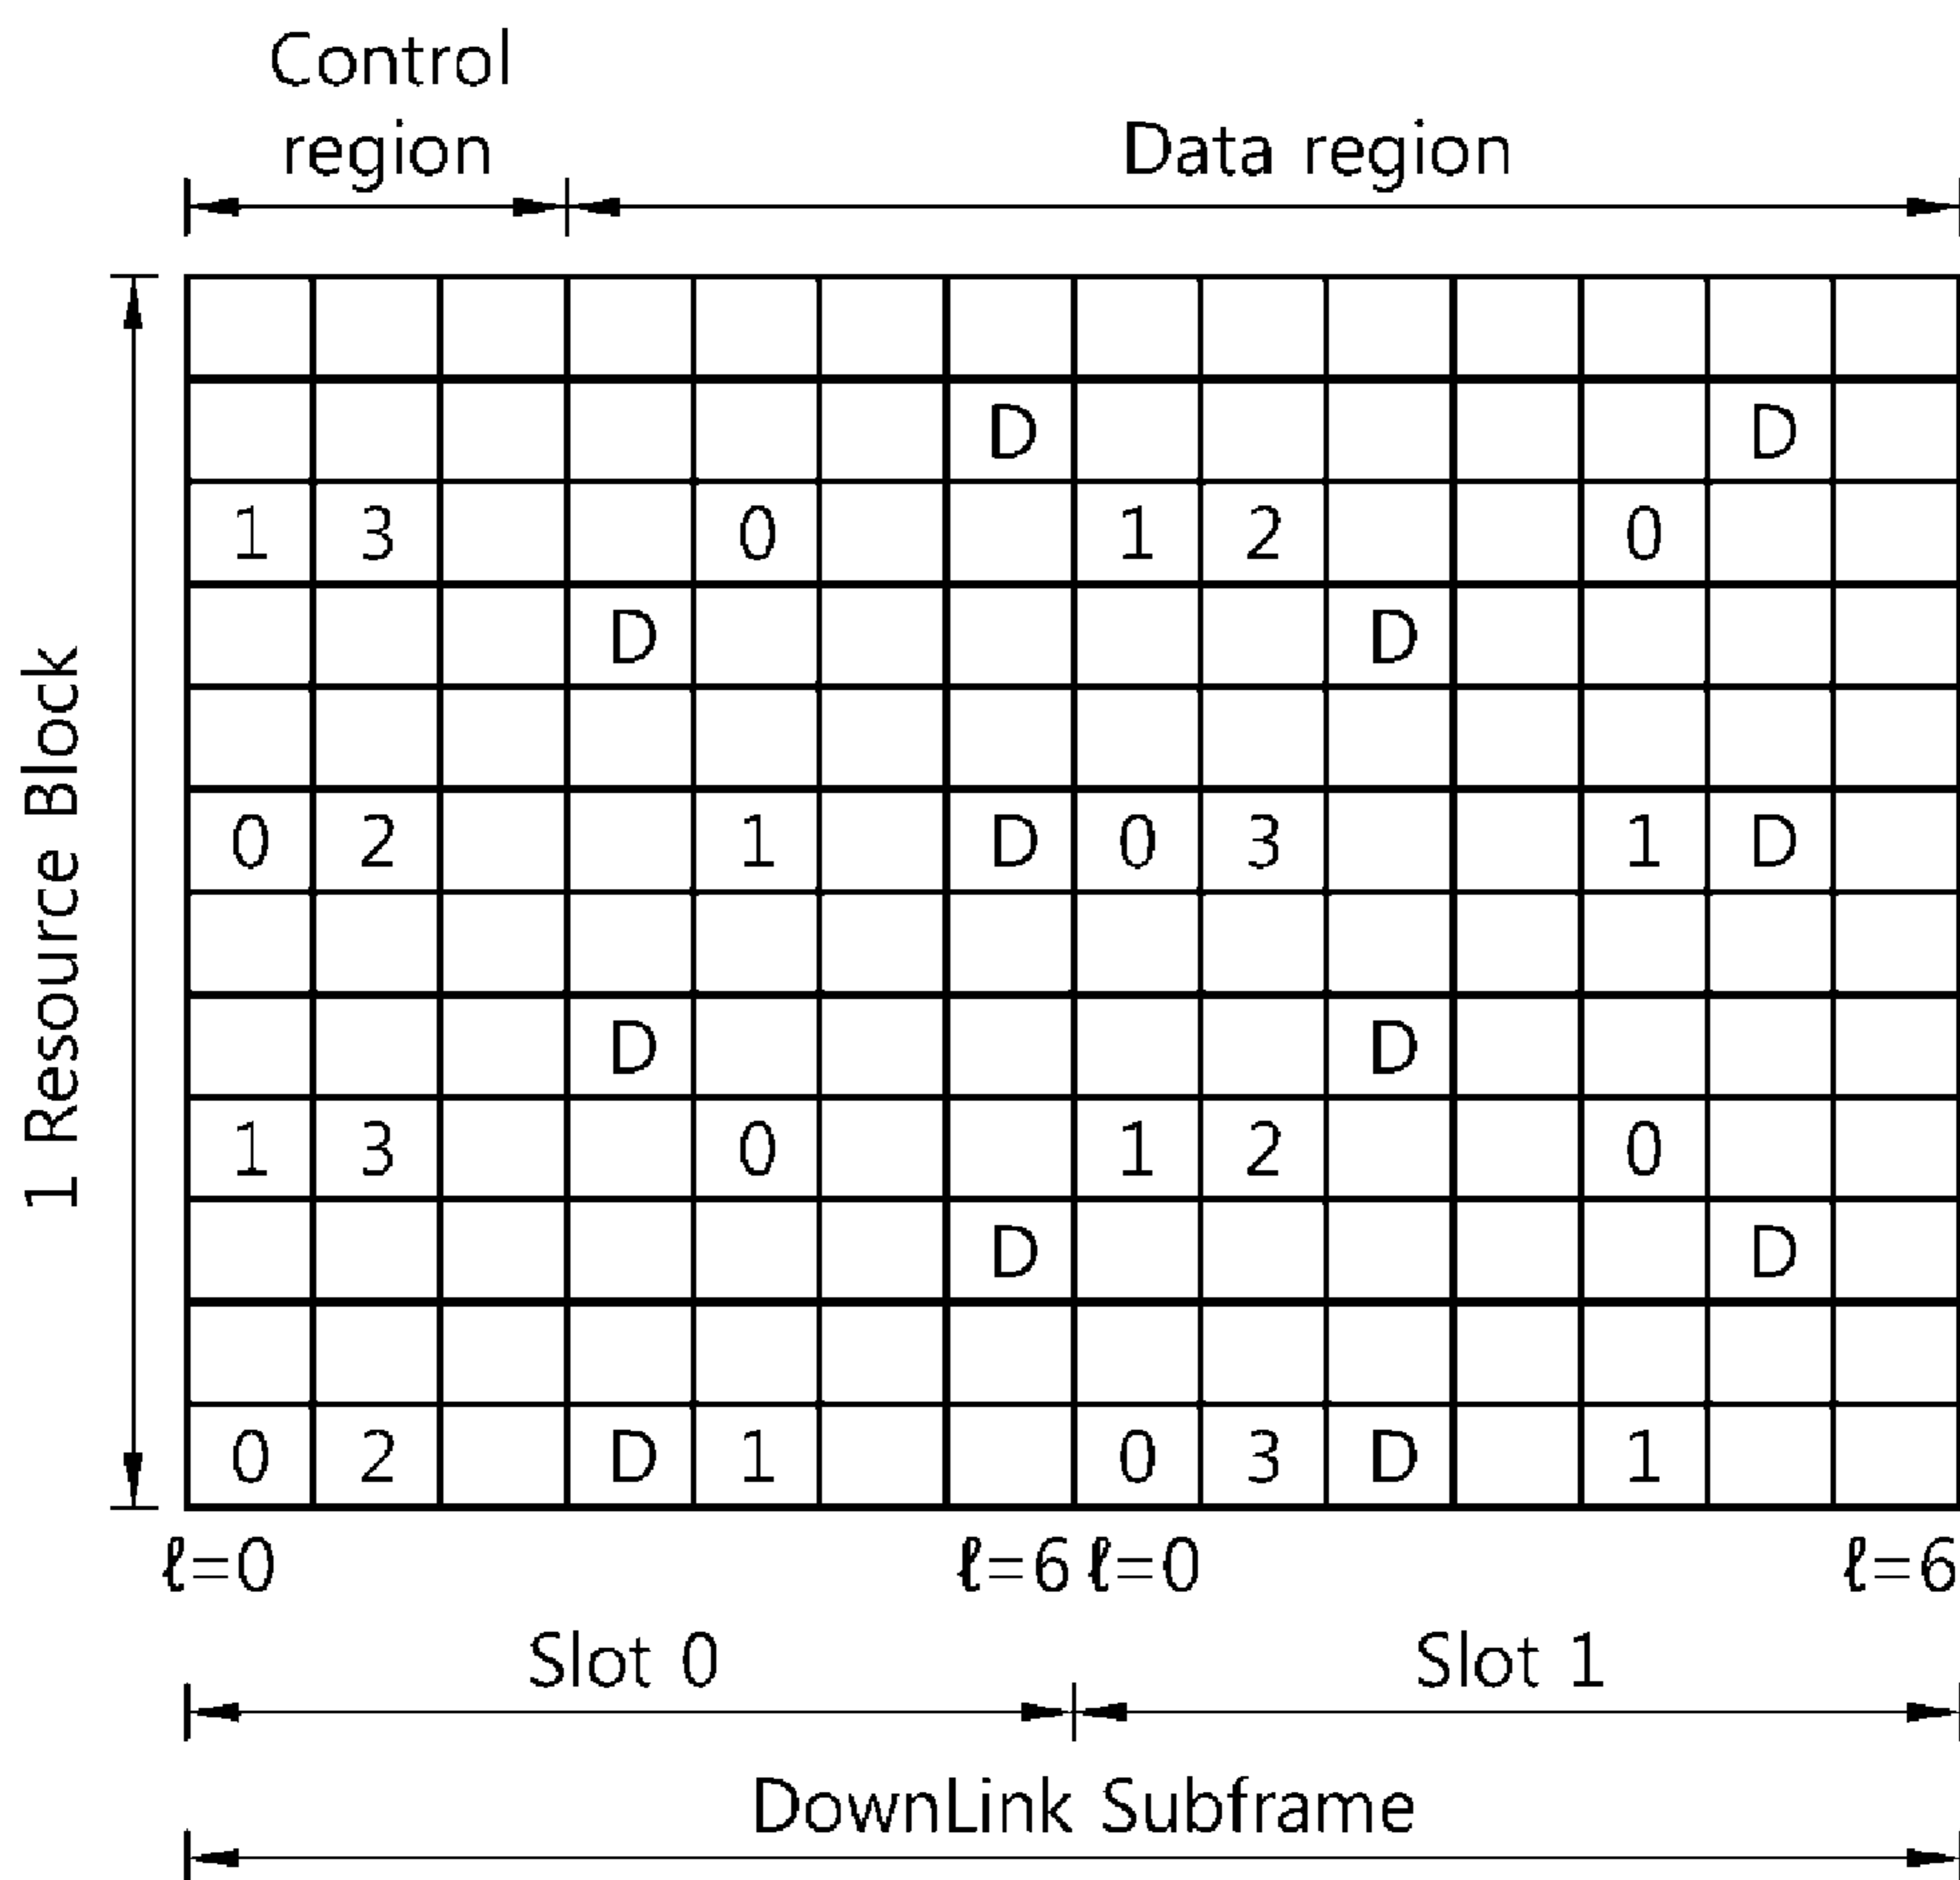 Control
region
Data region
1 Resource Block
D D
1 3 0 1 2 0
D D
0 2 1 D 0 3 1 D
D D
1 3 0 1 2 0
D D
0 2 D 1 0 3 D 1
ℓ=0 ℓ=6 ℓ=0 ℓ=6
Slot 0 Slot 1
DownLink Subframe